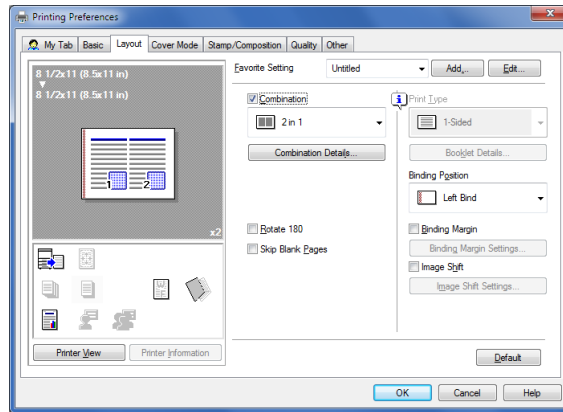 Printing Preferences
My Tab
Basic
Layout
Cover Mode
Stamp/Composition
Quality
Other
8 1/2x11 (8.5x11 in)
8 1/2x11 (8.5x11 in)
1 2
x2
Favorite Setting
Untitled
Add...
Edit...
Combination
2 in 1
Combination Details...
Rotate 180
Skip Blank Pages
Print Type
1-Sided
Booklet Details...
Binding Position
Left Bind
Binding Margin
Binding Margin Settings...
Image Shift
Image Shift Settings...
Printer View
Printer Information
Default
OK
Cancel
Help